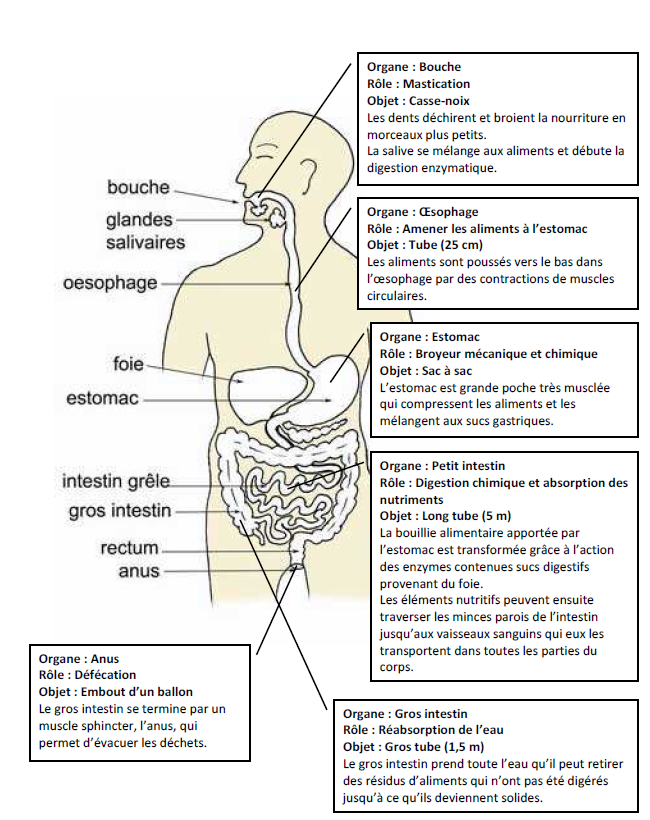 Organe : Bouche
Rôle : Mastication
Objet : Casse-noix
Les dents déchirent et broient la nourriture en
morceaux plus petits.
La salive se mélange aux aliments et débute la
digestion enzymatique.
bouche
glandes
salivaires
oesophage
foie
estomac
intestin grêle
gros intestin
rectum
anus
Organe : Œsophage
Rôle : Amener les aliments à l’estomac
Objet : Tube (25 cm)
Les aliments sont poussés vers le bas dans
l’œsophage par des contractions de muscles
circulaires.
Organe : Estomac
Rôle : Broyeur mécanique et chimique
Objet : Sac à sac
L’estomac est grande poche très musclée
qui compressent les aliments et les
mélangent aux sucs gastriques.
Organe : Petit intestin
Rôle : Digestion chimique et absorption des
nutriments
Objet : Long tube (5 m)
La bouillie alimentaire apportée par
l’estomac est transformée grâce à l’action
des enzymes contenues sucs digestifs
provenant du foie.
Les éléments nutritifs peuvent ensuite
traverser les minces parois de l’intestin
jusqu’aux vaisseaux sanguins qui eux les
transportent dans toutes les parties du
corps.
Organe : Anus
Rôle : Défécation
Objet : Embout d’un ballon
Le gros intestin se termine par un
muscle sphincter, l’anus, qui
permet d’évacuer les déchets.
Organe : Gros intestin
Rôle : Réabsorption de l’eau
Objet : Gros tube (1,5 m)
Le gros intestin prend toute l’eau qu’il peut retirer
des résidus d’aliments qui n’ont pas été digérés
jusqu’à ce qu’ils deviennent solides.